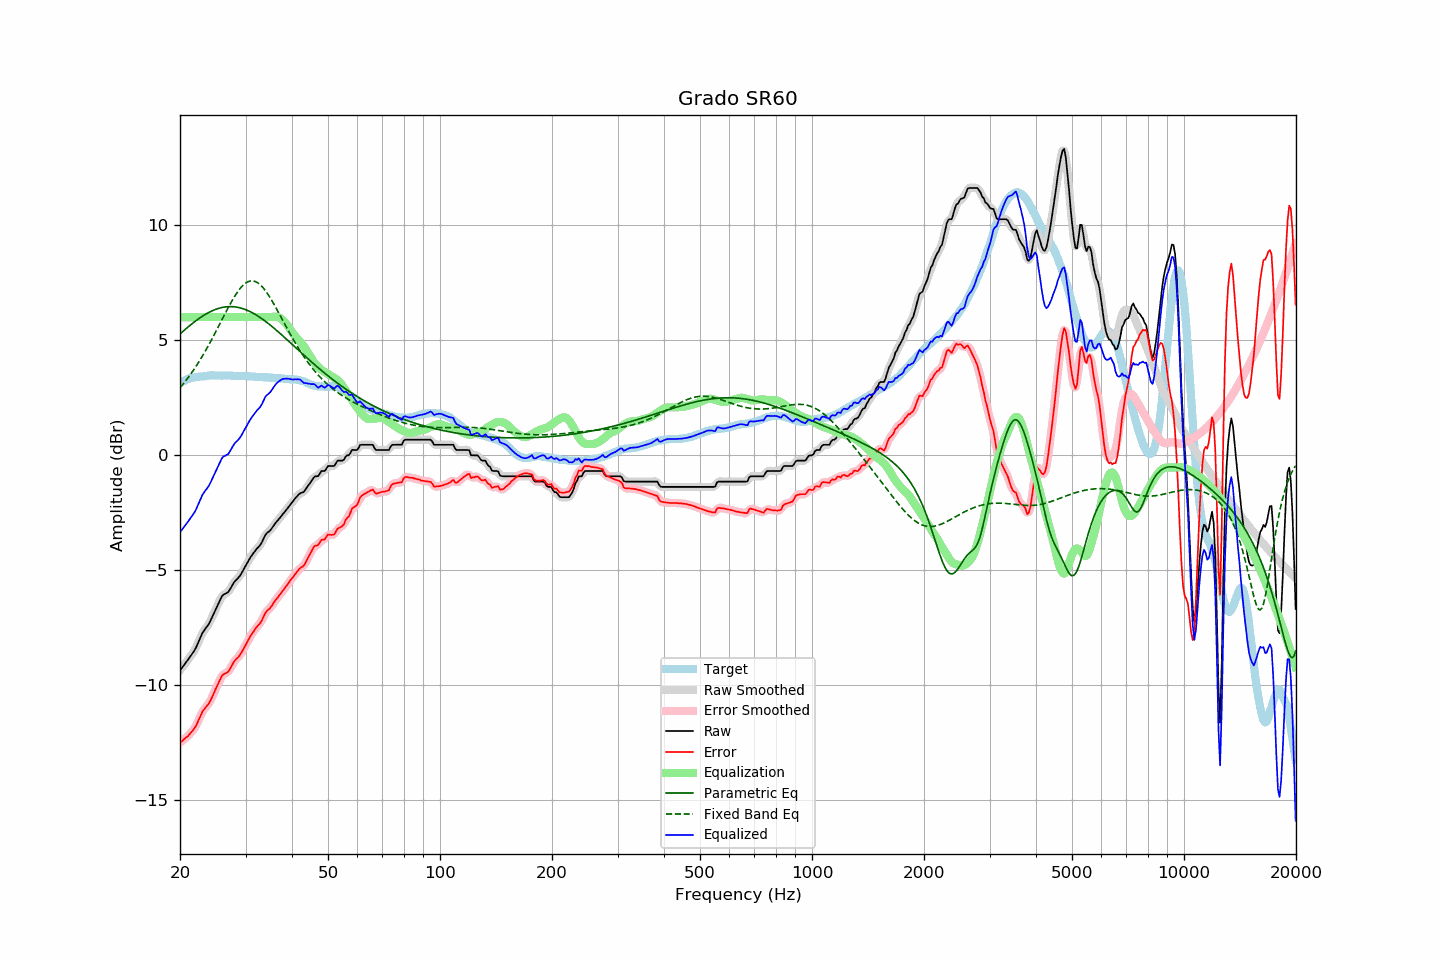 Grado SR60
Amplitude (dBr)
10
5
0
−5
−10
−15
Target
Raw Smoothed
Error Smoothed
Raw
Error
Equalization
Parametric Eq
Fixed Band Eq
Equalized
20
50
100
200
500
1000
2000
5000
10000
20000
Frequency (Hz)